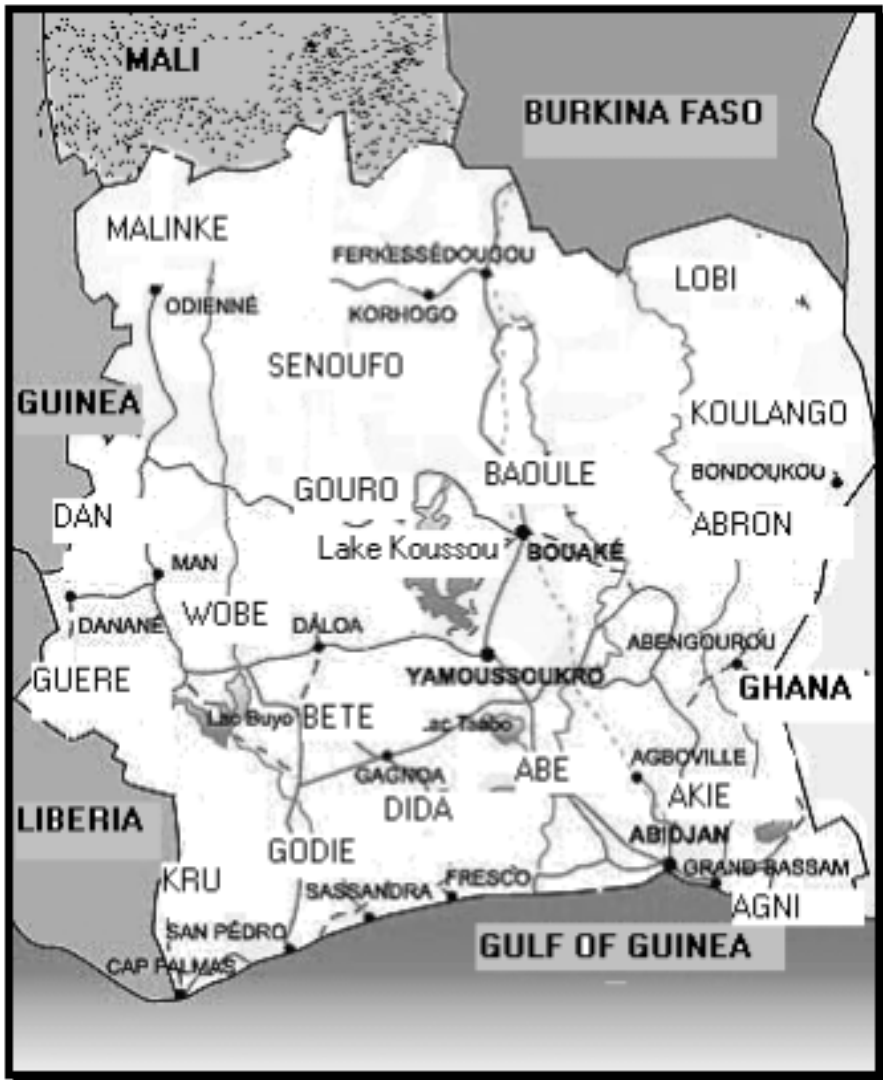 MALI
BURKINA FASO
MALINKE
FERKESSÉDOUGOU
LOBI
ODIENNÉ
KORHOGO
SENOUFO
GUINEA
KOULANGO
BAOULE
BONDOUKOU
GOURO
DAN
ABRON
Lake Koussou
BOUAKÉ
MAN
WOBE
DALOA
DANANÉ
ABENGOUROU
GUERE
YAMOUSSOUKRO
GHANA
Lac Buyo
BETE
Lac Tsabo
AGBOVILLE
ABE
GAGNOA
AKIE
DIDA
LIBERIA
ABIDJAN
GODIE
GRAND-BASSAM
KRU
FRESCO
SASSANDRA
AGNI
SAN PÉDRO
GULF OF GUINEA
CAP PALMAS